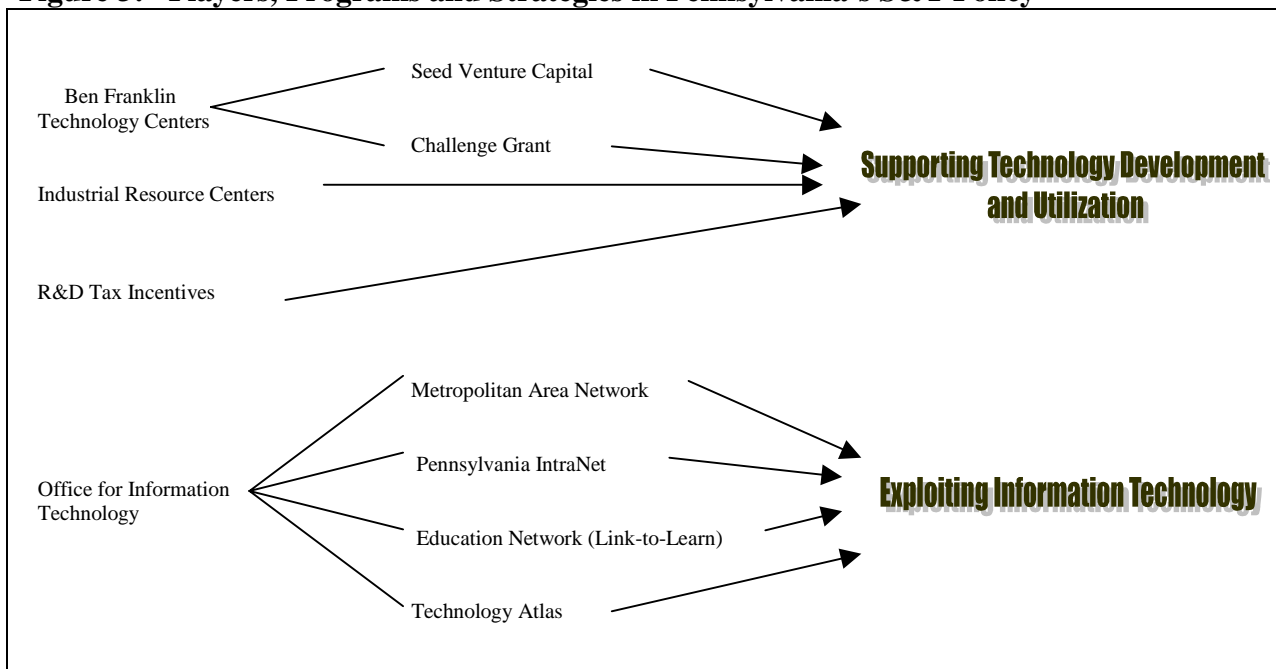 Seed Venture Capital
Ben Franklin
Technology Centers
Challenge Grant
Supporting Technology Development
and Utilization
Industrial Resource Centers
R&D Tax Incentives
Metropolitan Area Network
Pennsylvania IntraNet
Office for Information
Technology
Exploiting Information Technology
Education Network (Link-to-Learn)
Technology Atlas